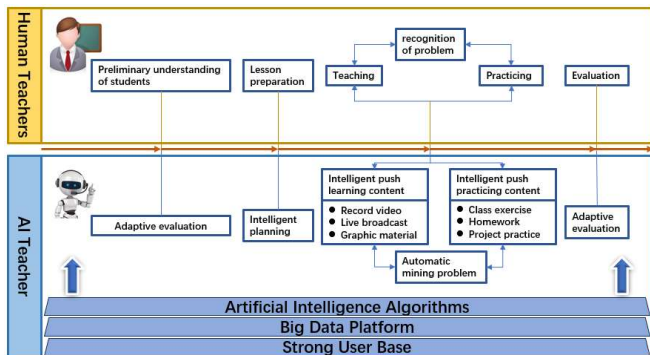 Human Teachers
recognition
of problem
Preliminary understanding
of students
Lesson
preparation
Teaching
Practicing
Evaluation
AI Teacher
Adaptive evaluation
Intelligent
planning
Intelligent push
learning content
● Record video
● Live broadcast
● Graphic material
Intelligent push
practicing content
● Class exercise
● Homework
● Project practice
Adaptive
evaluation
Automatic
mining problem
Artificial Intelligence Algorithms
Big Data Platform
Strong User Base